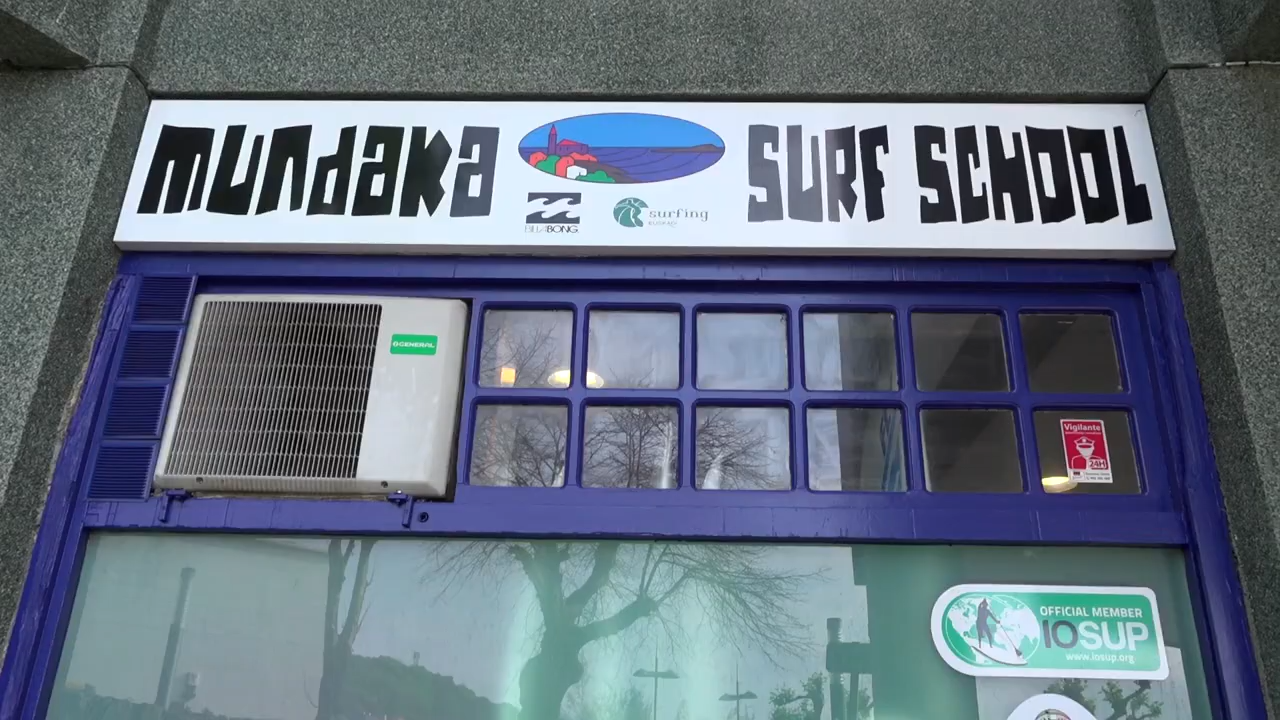 mundaka SURF SCHOOL
BILLABONG
surfing
GENERAL
Vigilante
24H
OFFICIAL MEMBER
IOSUP
www.iosup.org